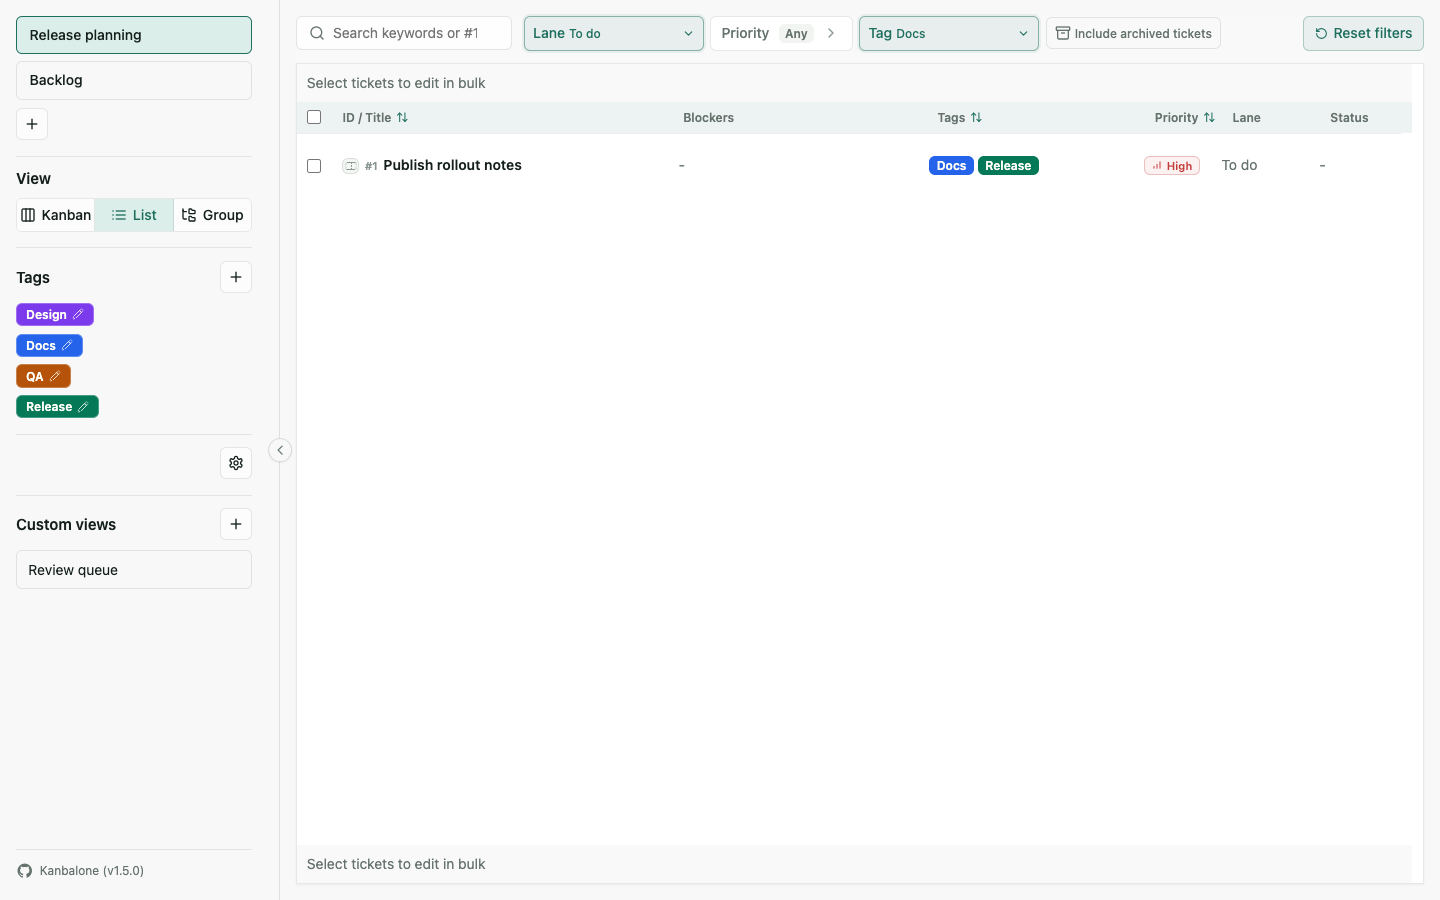 Release planning
Backlog
View
Kanban
List
Group
Tags
Design
Docs
QA
Release
Custom views
Review queue
Kanbalone (v1.5.0)
Search keywords or #1
Lane To do
Priority Any
Tag Docs
Include archived tickets
Reset filters
Select tickets to edit in bulk
ID / Title
Blockers
Tags
Priority
Lane
Status
#1 Publish rollout notes
-
Docs
Release
High
To do
-
Select tickets to edit in bulk